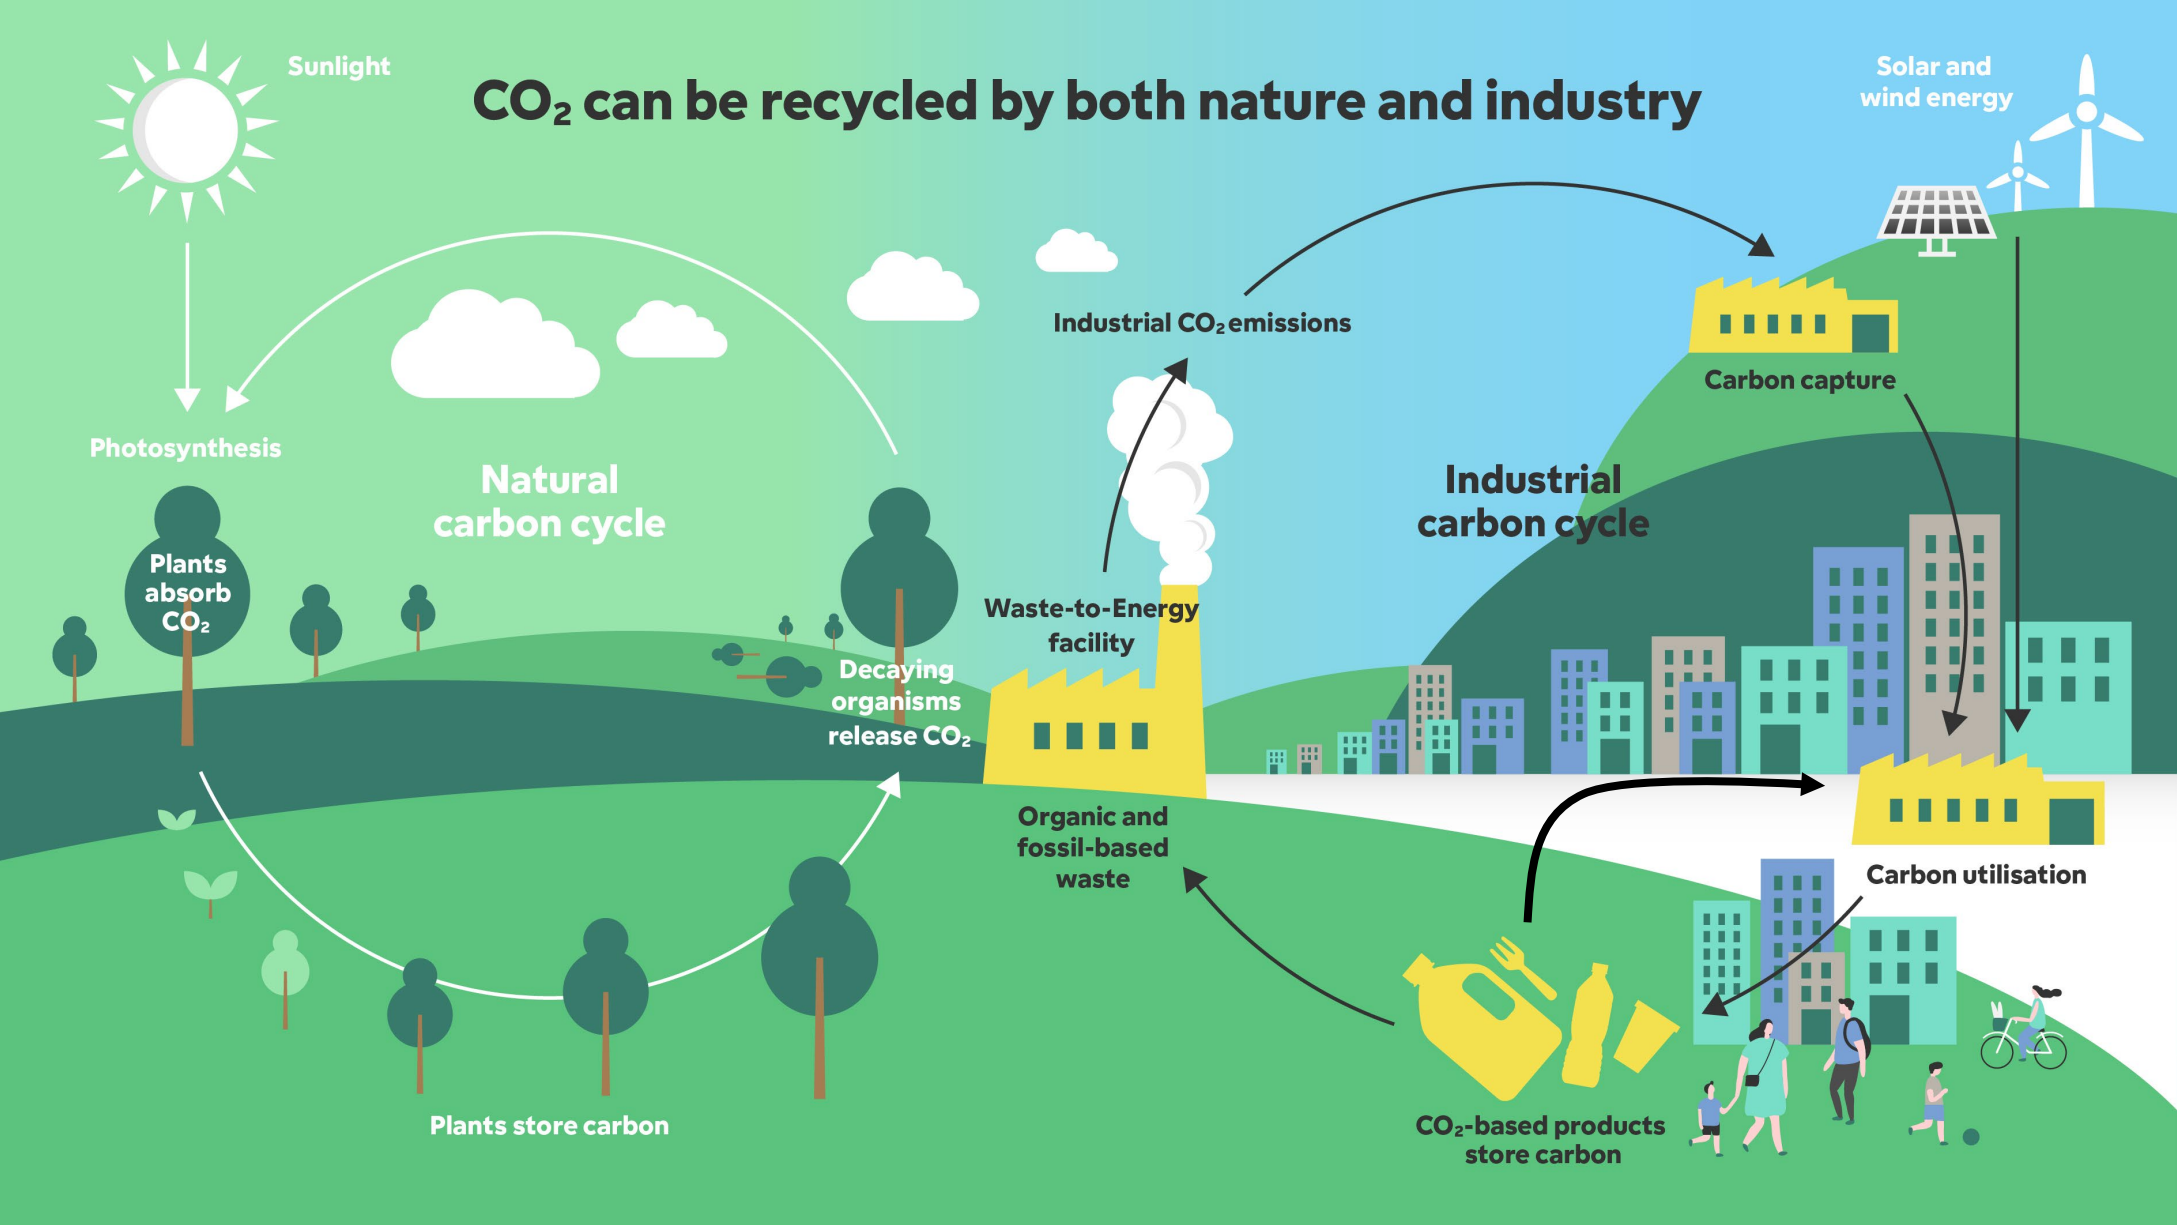 Sunlight
CO₂ can be recycled by both nature and industry
Solar and
wind energy
Industrial CO₂ emissions
Carbon capture
Photosynthesis
Natural
carbon cycle
Industrial
carbon cycle
Plants
absorb
CO₂
Waste-to-Energy
facility
Decaying
organisms
release CO₂
Organic and
fossil-based
waste
Carbon utilisation
Plants store carbon
CO₂-based products
store carbon